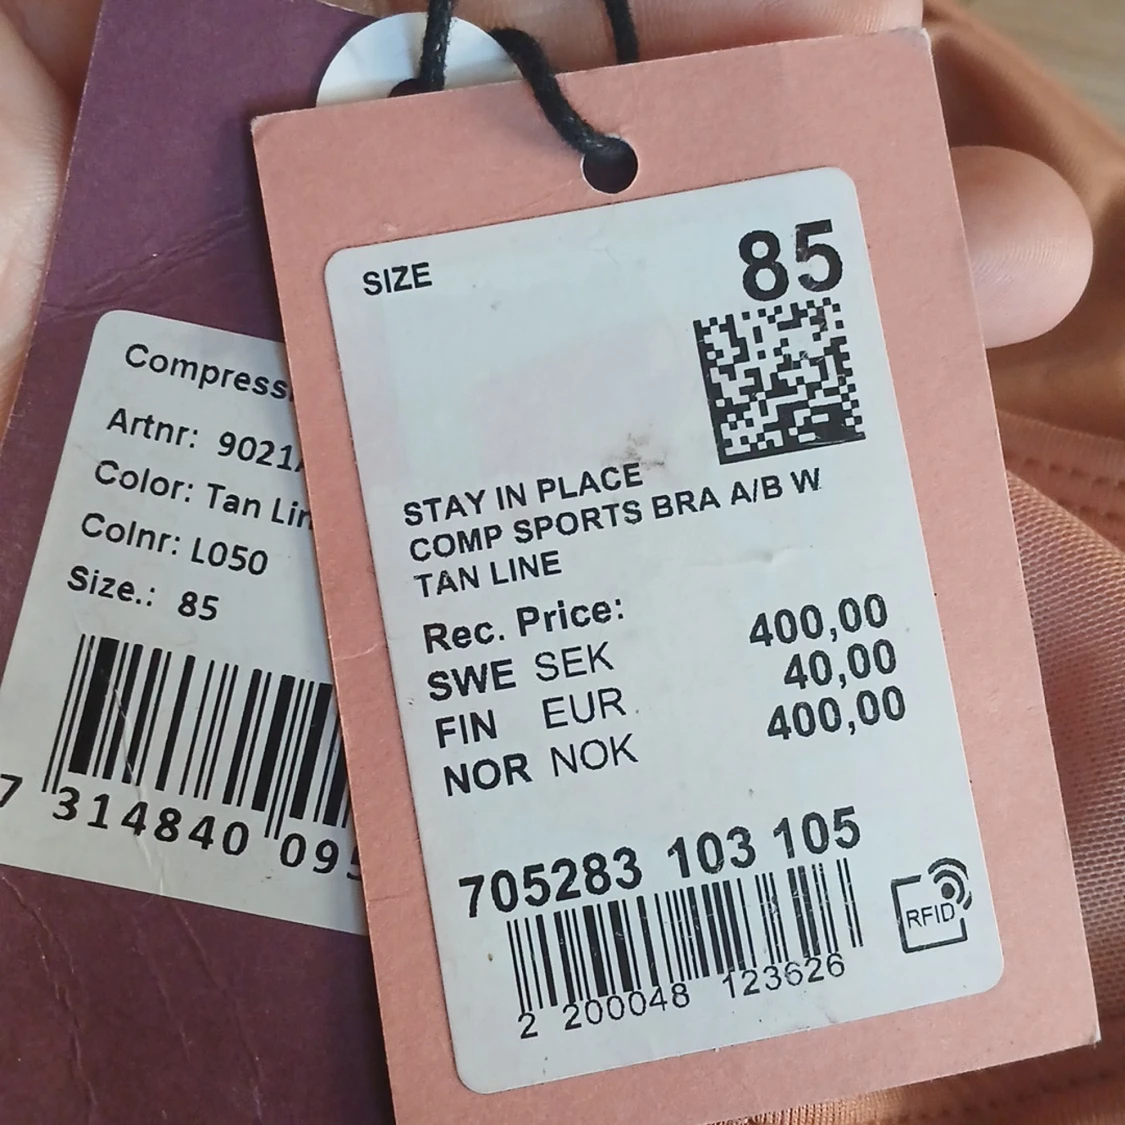 Compress
Artnr: 9021
Color: Tan Lin
Colnr: L050
Size.: 85
7 314840 095
SIZE 85
STAY IN PLACE
COMP SPORTS BRA A/B W
TAN LINE
Rec. Price:
SWE SEK 400,00
FIN EUR 40,00
NOR NOK 400,00
705283 103 105
2 200048 123626
RFID